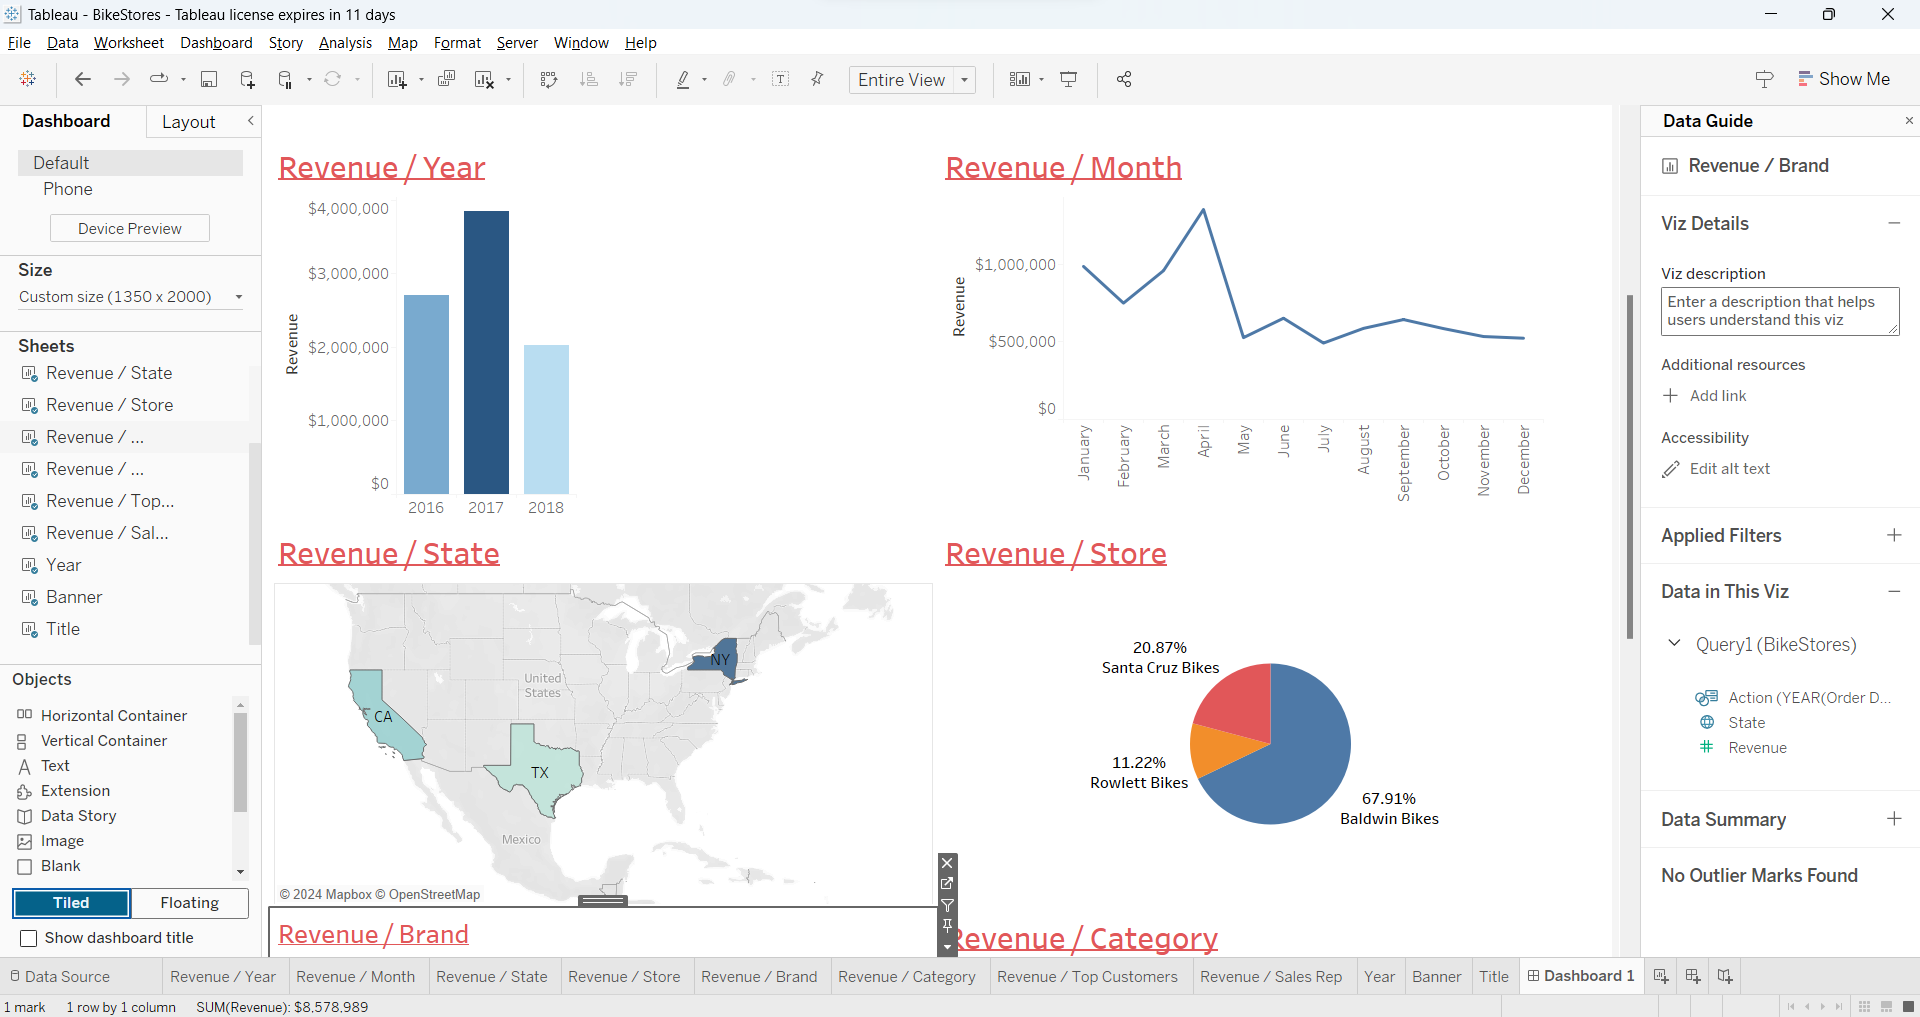 Tableau - BikeStores - Tableau license expires in 11 days
File Data Worksheet Dashboard Story Analysis Map Format Server Window Help
Entire View
Show Me
Dashboard Layout
Default
Phone
Device Preview
Size
Custom size (1350 x 2000)
Sheets
Revenue / State
Revenue / Store
Revenue / ...
Revenue / ...
Revenue / Top...
Revenue / Sal...
Year
Banner
Title
Objects
Horizontal Container
Vertical Container
Text
Extension
Data Story
Image
Blank
Tiled Floating
Show dashboard title
Revenue / Year
Revenue
$4,000,000
$3,000,000
$2,000,000
$1,000,000
$0
2016 2017 2018
Revenue / Month
Revenue
$1,000,000
$500,000
$0
January February March April May June July August September October November December
Revenue / State
United
States
NY
CA
TX
Mexico
© 2024 Mapbox © OpenStreetMap
Revenue / Store
20.87%
Santa Cruz Bikes
11.22%
Rowlett Bikes
67.91%
Baldwin Bikes
Revenue / Brand
Revenue / Category
Data Guide
Revenue / Brand
Viz Details
Viz description
Enter a description that helps
users understand this viz
Additional resources
Add link
Accessibility
Edit alt text
Applied Filters
Data in This Viz
Query1 (BikeStores)
Action (YEAR(Order D...
State
Revenue
Data Summary
No Outlier Marks Found
Data Source Revenue / Year Revenue / Month Revenue / State Revenue / Store Revenue / Brand Revenue / Category Revenue / Top Customers Revenue / Sales Rep Year Banner Title Dashboard 1
1 mark 1 row by 1 column SUM(Revenue): $8,578,989